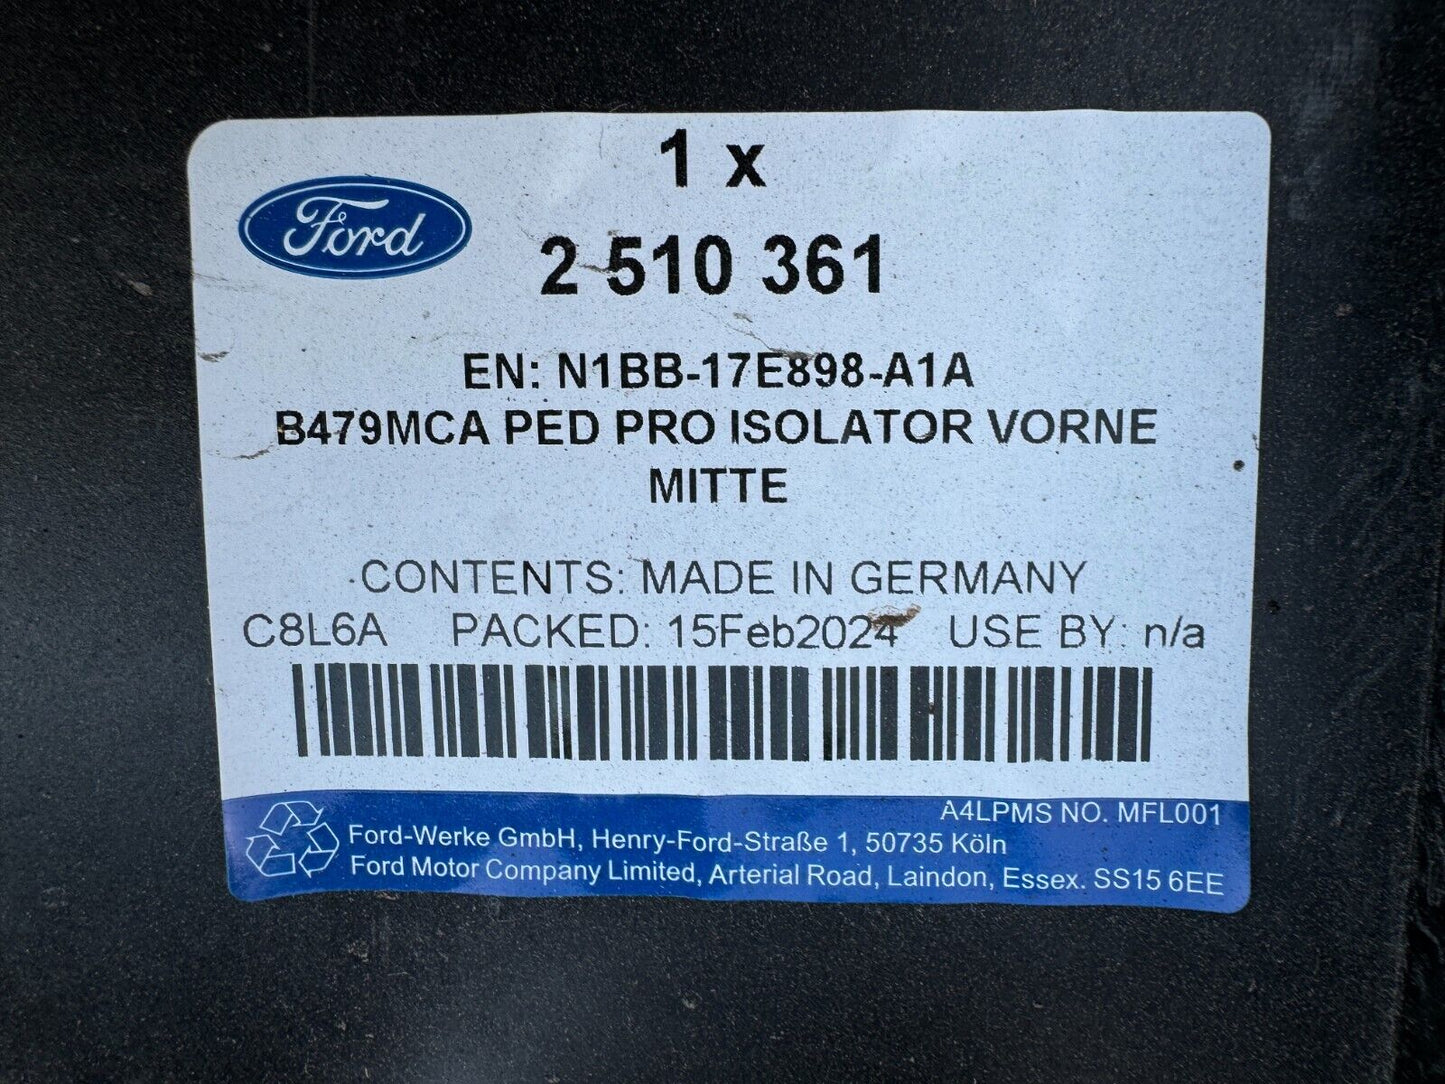 1 x
Ford
2 510 361
EN: N1BB-17E898-A1A
B479MCA PED PRO ISOLATOR VORNE
MITTE
CONTENTS: MADE IN GERMANY
C8L6A PACKED: 15Feb2024 USE BY: n/a
A4LPMS NO. MFL001
Ford-Werke GmbH, Henry-Ford-Straße 1, 50735 Köln
Ford Motor Company Limited, Arterial Road, Laindon, Essex. SS15 6EE